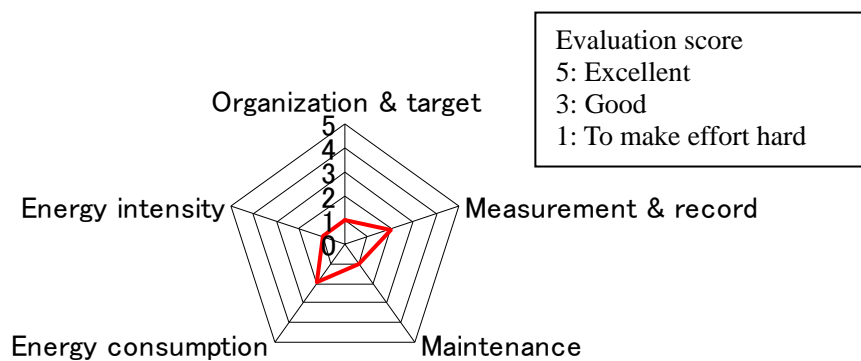 Evaluation score
5: Excellent
3: Good
1: To make effort hard
Organization & target
5
4
3
2
1
0
Energy intensity
Measurement & record
Energy consumption
Maintenance